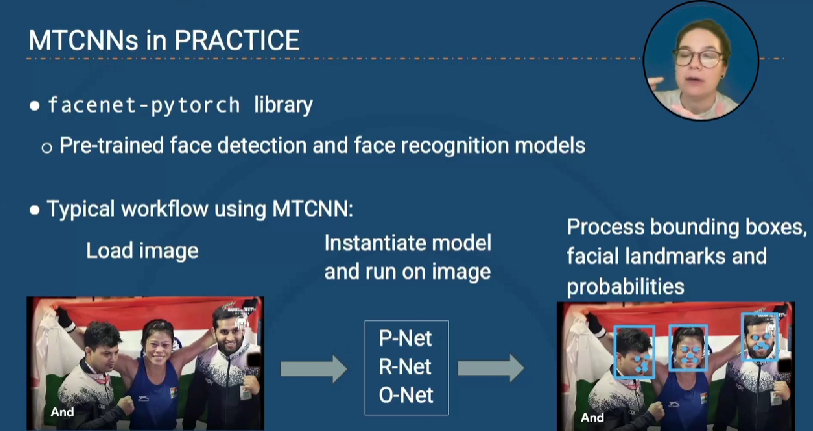 MTCNNs in PRACTICE
● facenet-pytorch library
○ Pre-trained face detection and face recognition models
● Typical workflow using MTCNN:
Load image
Instantiate model
and run on image
Process bounding boxes,
facial landmarks and
probabilities
P-Net
R-Net
O-Net
And
And